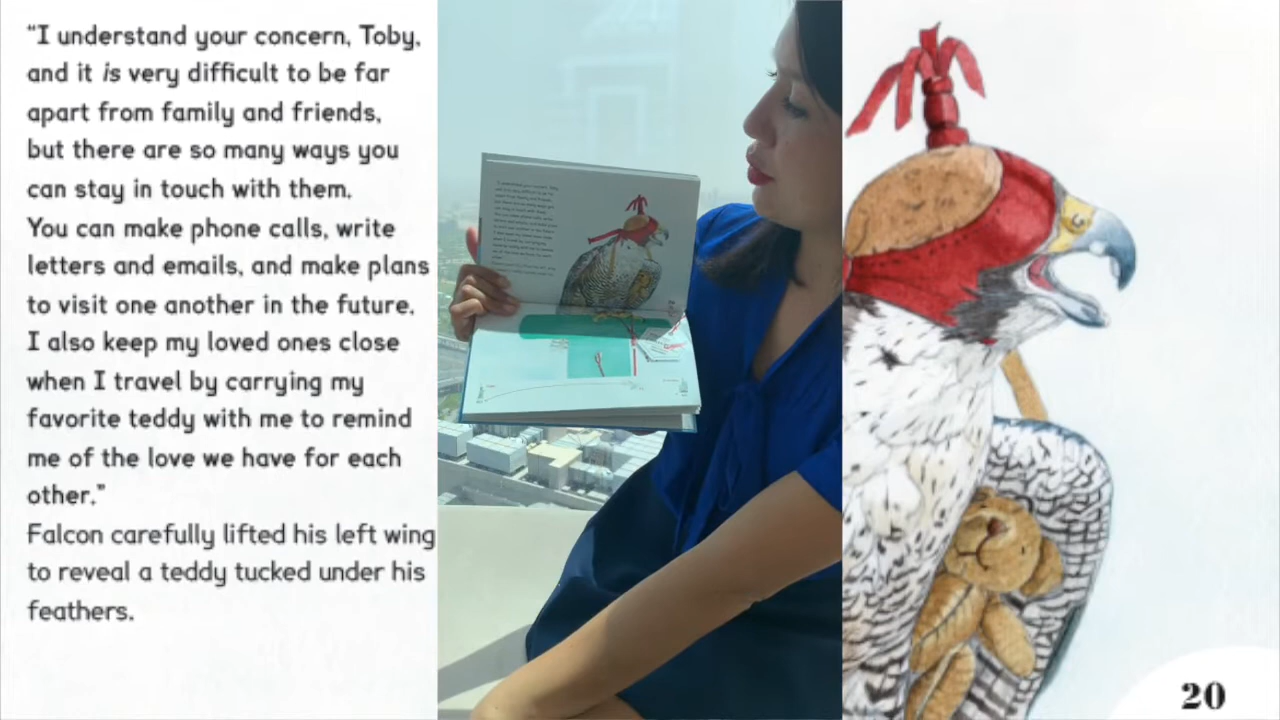 “I understand your concern, Toby,
and it is very difficult to be far
apart from family and friends,
but there are so many ways you
can stay in touch with them.
You can make phone calls, write
letters and emails, and make plans
to visit one another in the future.
I also keep my loved ones close
when I travel by carrying my
favorite teddy with me to remind
me of the love we have for each
other.”
Falcon carefully lifted his left wing
to reveal a teddy tucked under his
feathers.
20